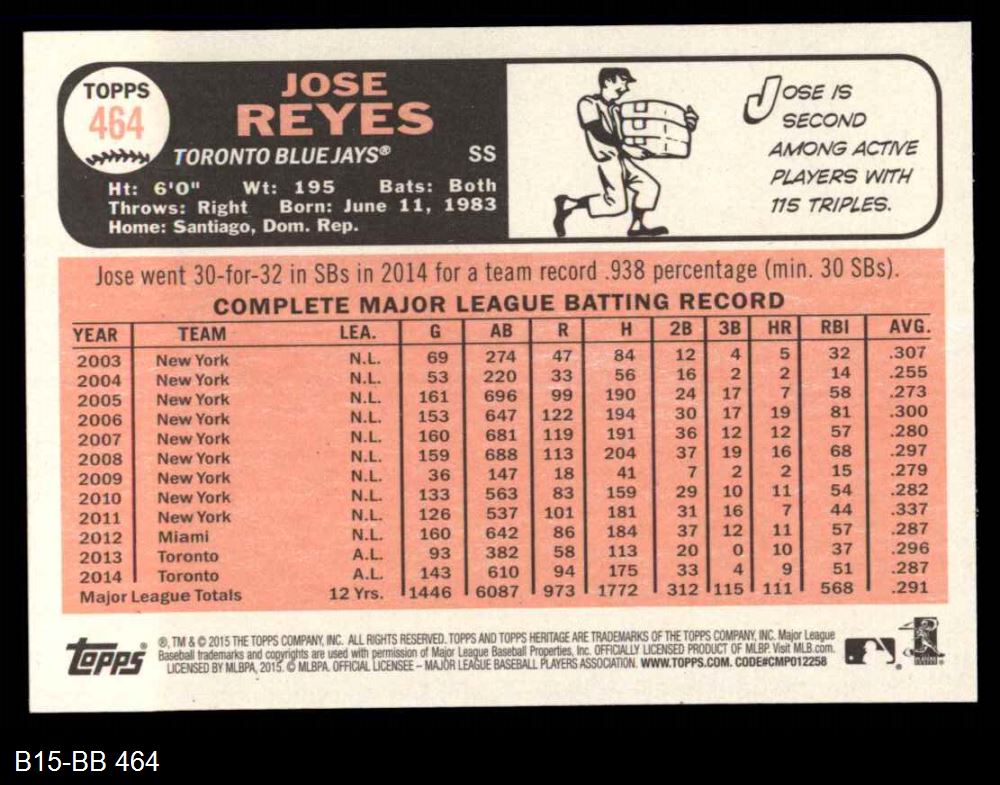 TOPPS
464
JOSE
REYES
TORONTO BLUE JAYS® SS
Ht: 6'0" Wt: 195 Bats: Both
Throws: Right Born: June 11, 1983
Home: Santiago, Dom. Rep.
JOSE IS
SECOND
AMONG ACTIVE
PLAYERS WITH
115 TRIPLES.
Jose went 30-for-32 in SBs in 2014 for a team record .938 percentage (min. 30 SBs).
COMPLETE MAJOR LEAGUE BATTING RECORD
YEAR TEAM LEA. G AB R H 2B 3B HR RBI AVG.
2003 New York N.L. 69 274 47 84 12 4 5 32 .307
2004 New York N.L. 53 220 33 56 16 2 2 14 .255
2005 New York N.L. 161 696 99 190 24 17 7 58 .273
2006 New York N.L. 153 647 122 194 30 17 19 81 .300
2007 New York N.L. 160 681 119 191 36 12 12 57 .280
2008 New York N.L. 159 688 113 204 37 19 16 68 .297
2009 New York N.L. 36 147 18 41 7 2 2 15 .279
2010 New York N.L. 133 563 83 159 29 10 11 54 .282
2011 New York N.L. 126 537 101 181 31 16 7 44 .337
2012 Miami N.L. 160 642 86 184 37 12 11 57 .287
2013 Toronto A.L. 93 382 58 113 20 0 10 37 .296
2014 Toronto A.L. 143 610 94 175 33 4 9 51 .287
Major League Totals 12 Yrs. 1446 6087 973 1772 312 115 111 568 .291
Topps
®, TM & © 2015 THE TOPPS COMPANY, INC. ALL RIGHTS RESERVED. TOPPS AND TOPPS HERITAGE ARE TRADEMARKS OF THE TOPPS COMPANY, INC. Major League
Baseball trademarks and copyrights are used with permission of Major League Baseball Properties, Inc. OFFICIALLY LICENSED PRODUCT OF MLBP. Visit MLB.com.
LICENSED BY MLBPA, 2015. © MLBPA. OFFICIAL LICENSEE – MAJOR LEAGUE BASEBALL PLAYERS ASSOCIATION. WWW.TOPPS.COM. CODE#CMP012258
B15-BB 464